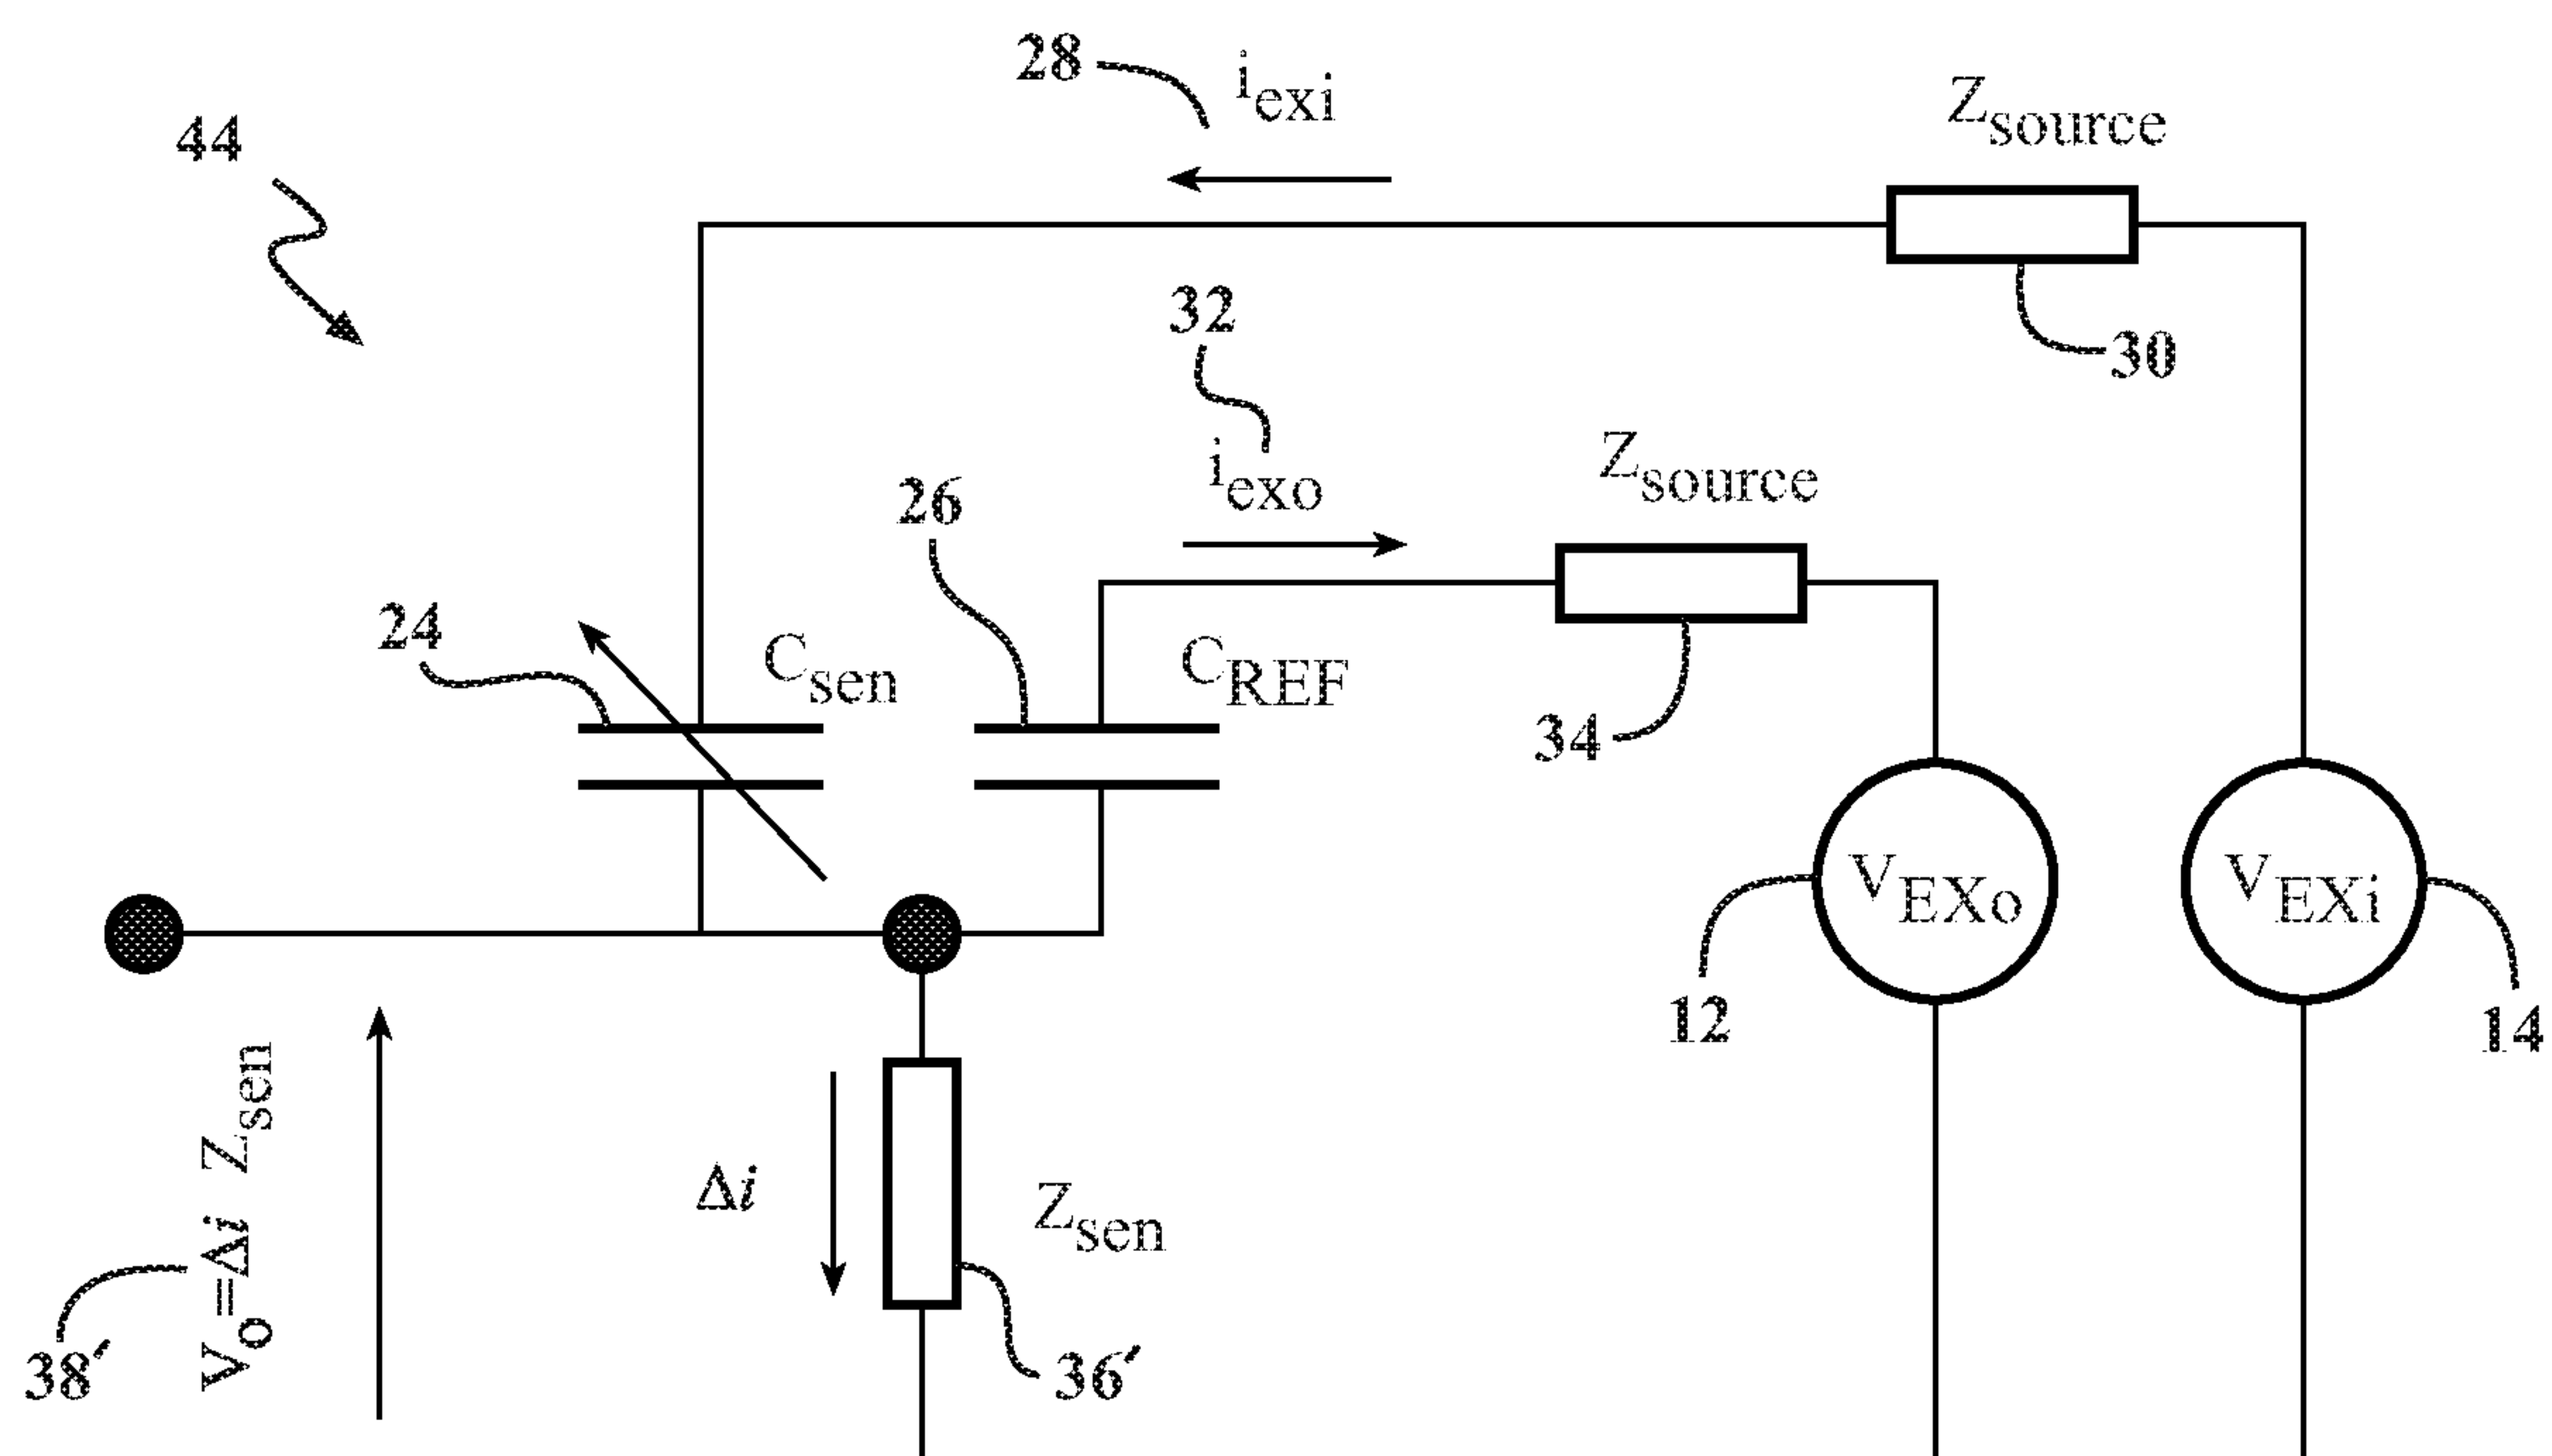 28
i_exi
Z_source
44
30
32
i_exo
Z_source
26
24
C_sen
C_REF
34
V_EXo
V_EXi
12
14
V_o=Δi Z_sen
Δi
Z_sen
38′
36′